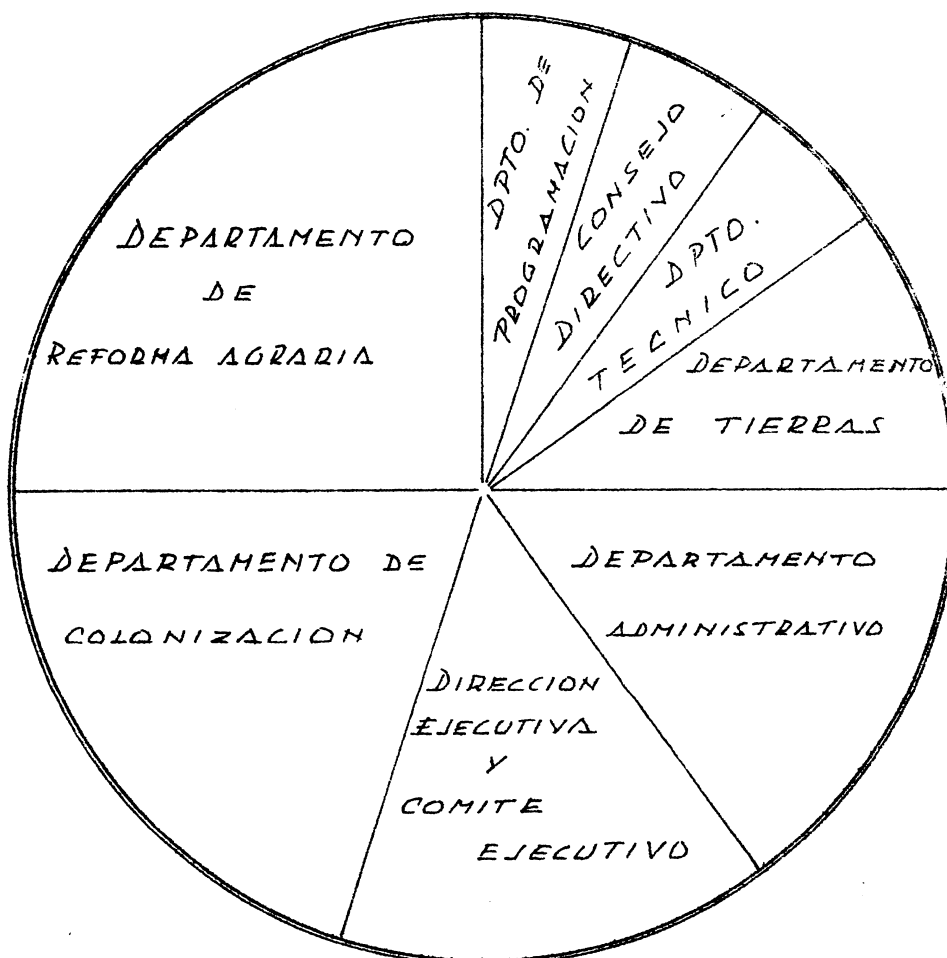 DEPARTAMENTO
DE
REFORMA AGRARIA
DPTO. DE
PROGRAMACION
CONSEJO
DIRECTIVO
DPTO.
TECNICO
DEPARTAMENTO
DE TIERRAS
DEPARTAMENTO DE
COLONIZACION
DIRECCION
EJECUTIVA
Y
COMITE
EJECUTIVO
DEPARTAMENTO
ADMINISTRATIVO